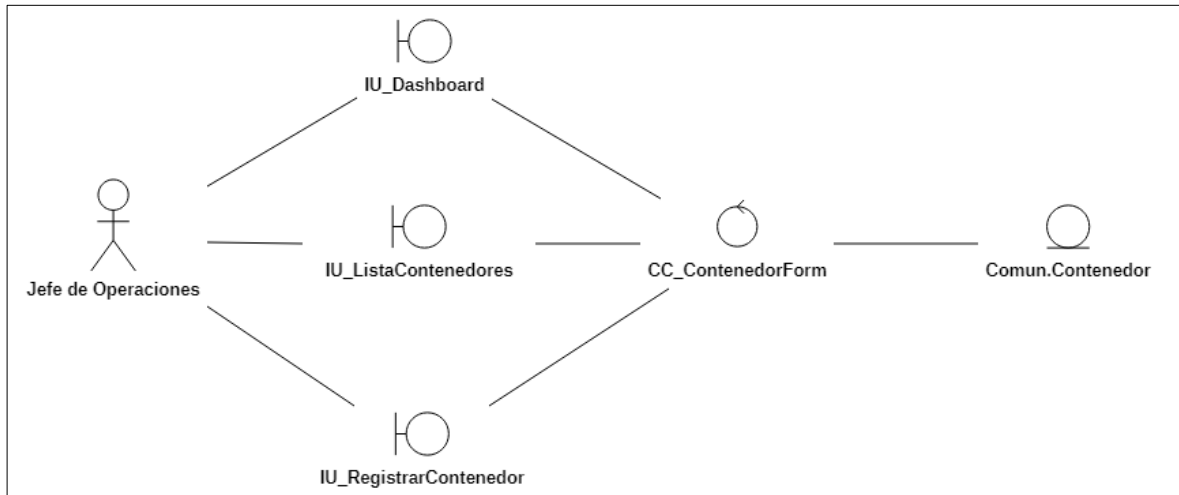 IU_Dashboard
Jefe de Operaciones
IU_ListaContenedores
CC_ContenedorForm
Comun.Contenedor
IU_RegistrarContenedor